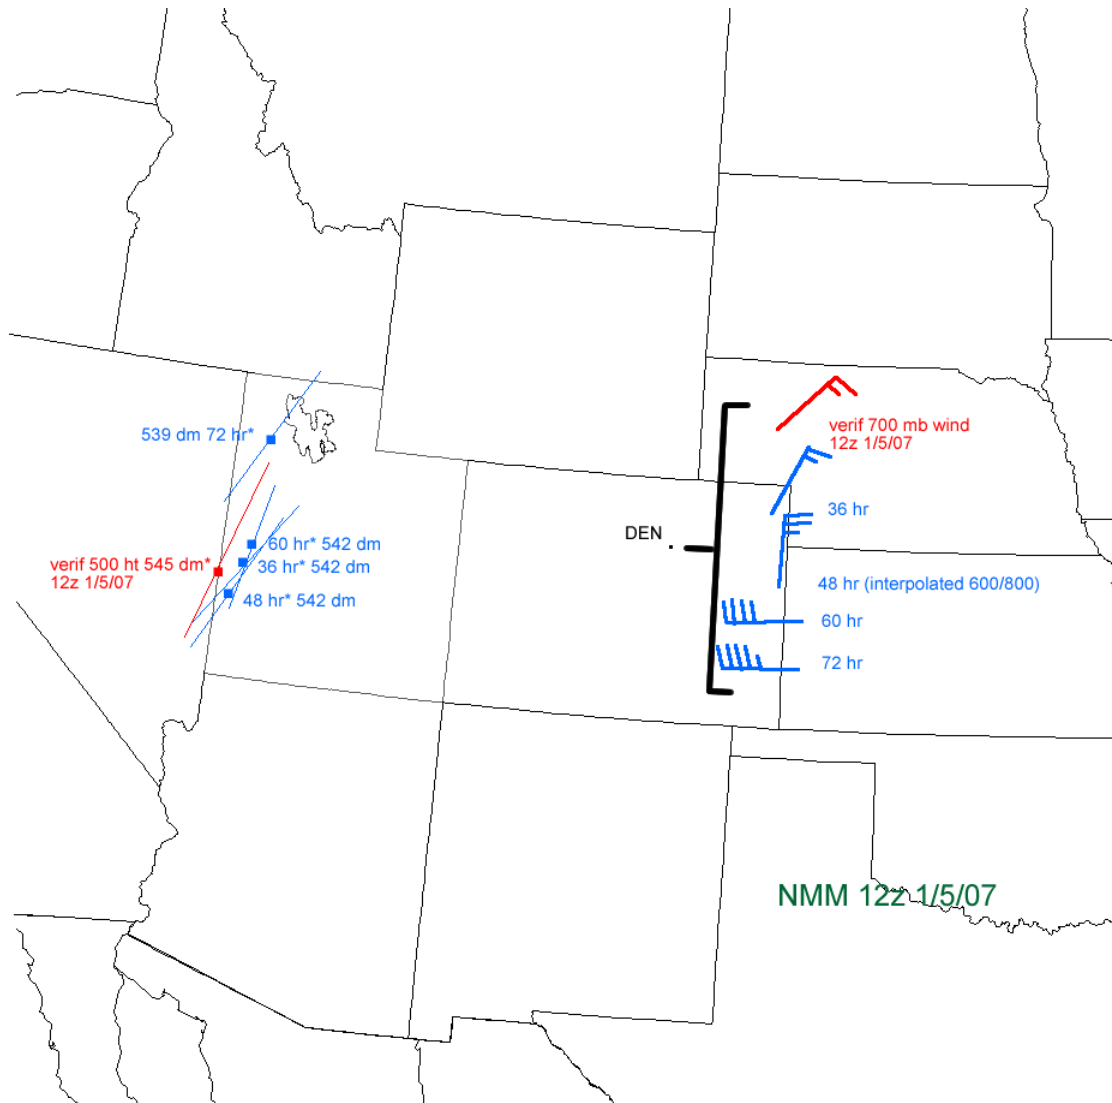 verif 700 mb wind
12z 1/5/07
539 dm 72 hr*
36 hr
DEN
60 hr* 542 dm
verif 500 ht 545 dm*
12z 1/5/07
36 hr* 542 dm
48 hr (interpolated 600/800)
48 hr* 542 dm
60 hr
72 hr
NMM 12z 1/5/07